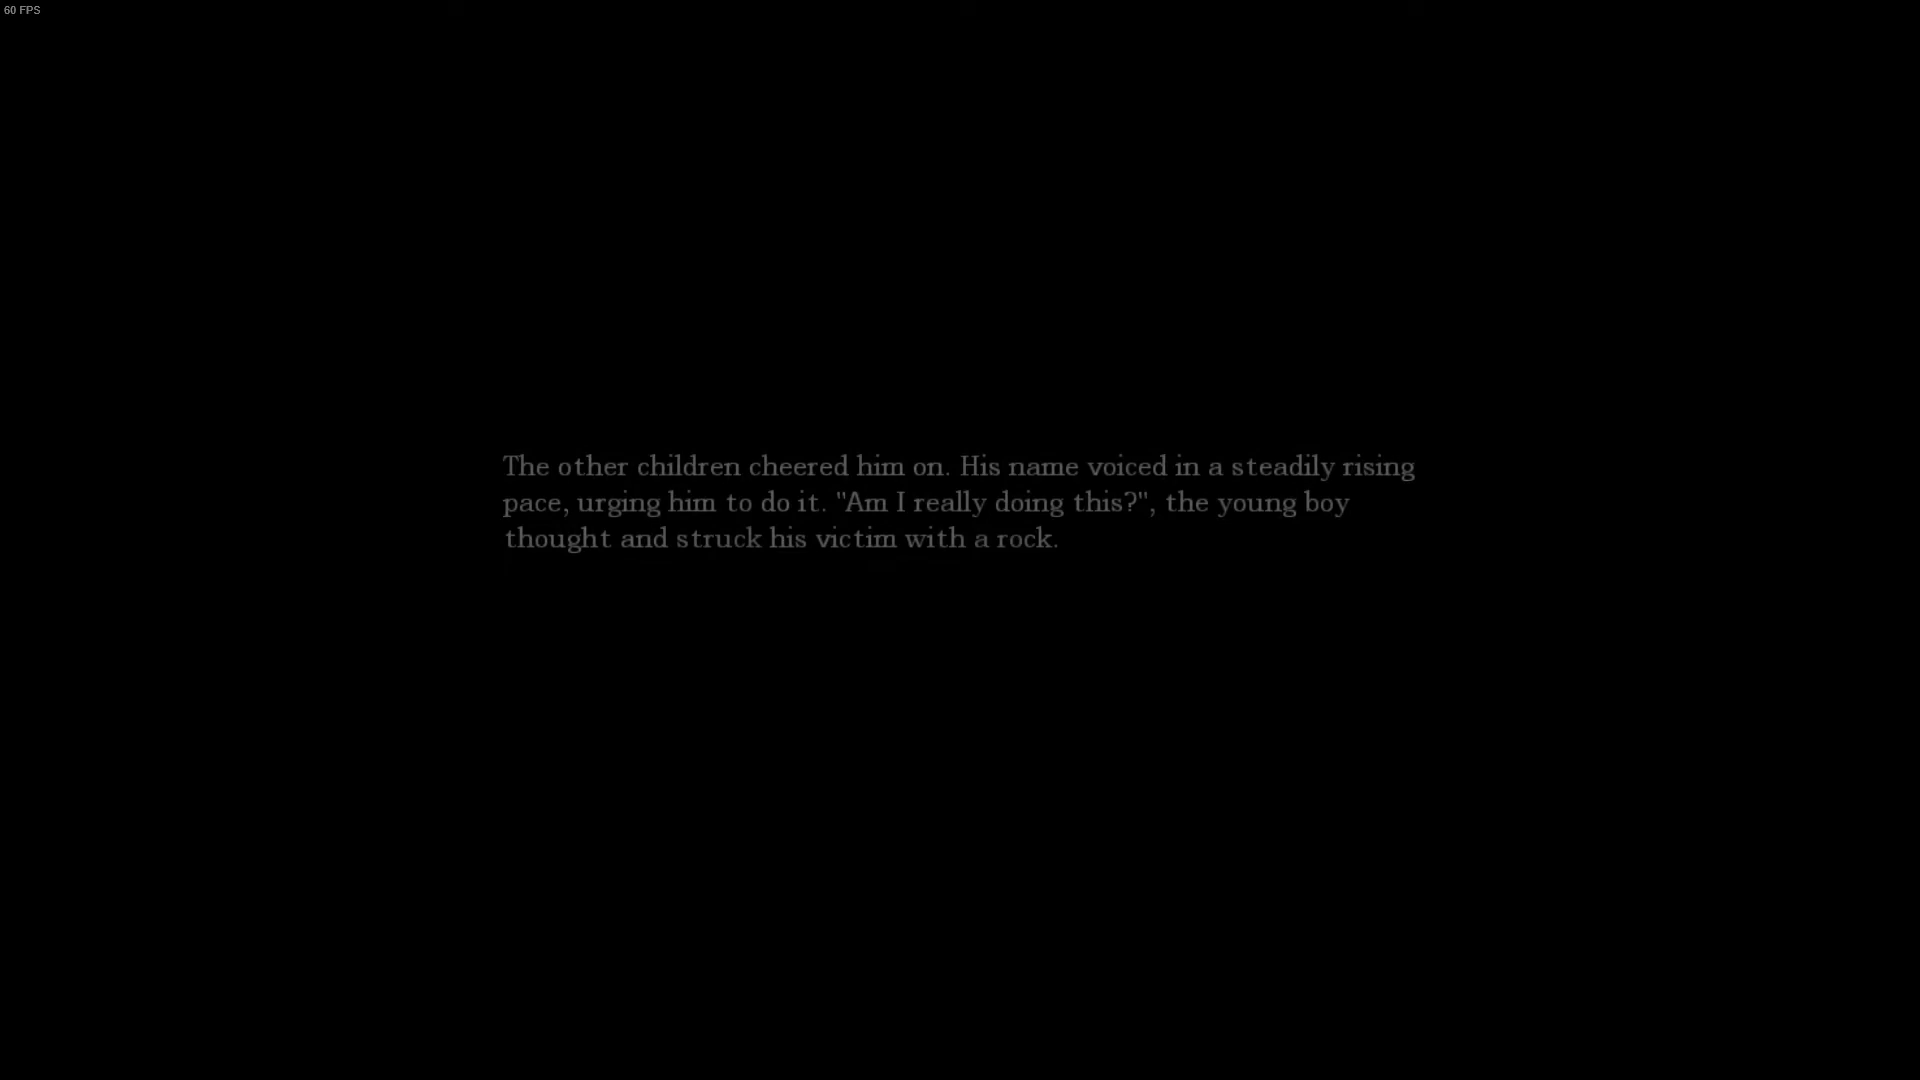 60 FPS
The other children cheered him on. His name voiced in a steadily rising
pace, urging him to do it. "Am I really doing this?", the young boy
thought and struck his victim with a rock.